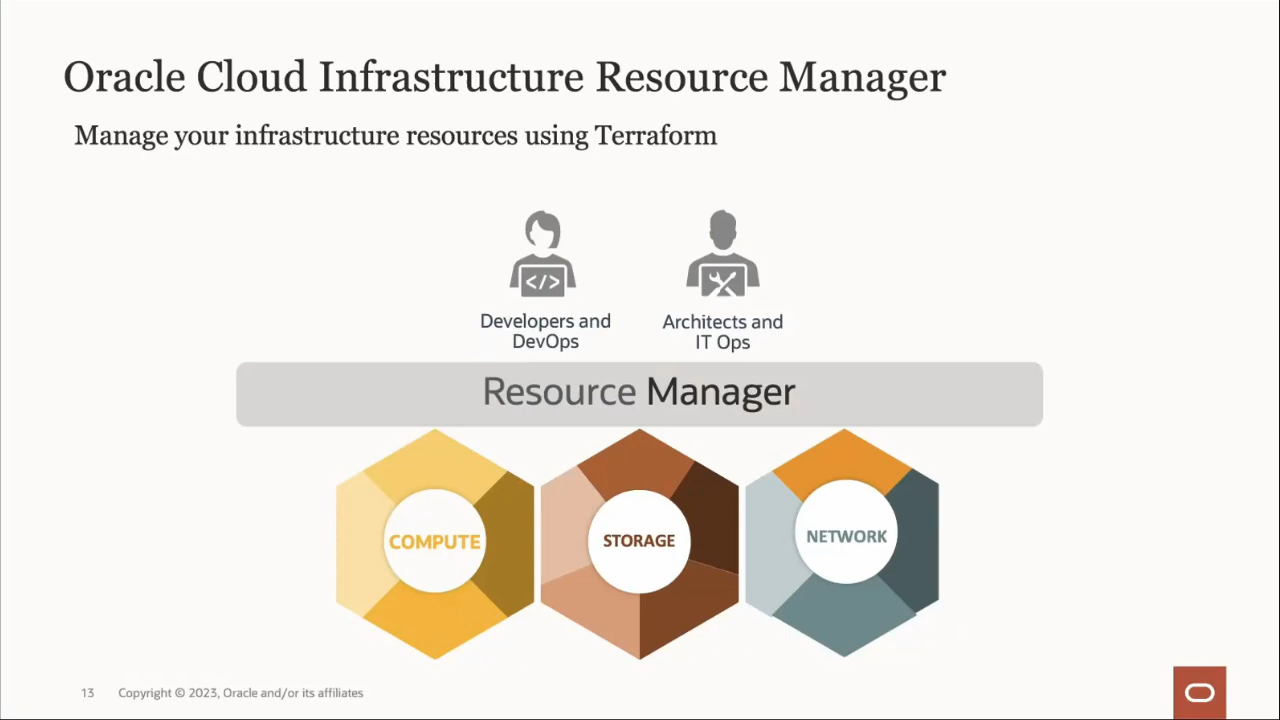 Oracle Cloud Infrastructure Resource Manager
Manage your infrastructure resources using Terraform
</>
Developers and
DevOps
Architects and
IT Ops
Resource Manager
COMPUTE
STORAGE
NETWORK
13 Copyright © 2023, Oracle and/or its affiliates